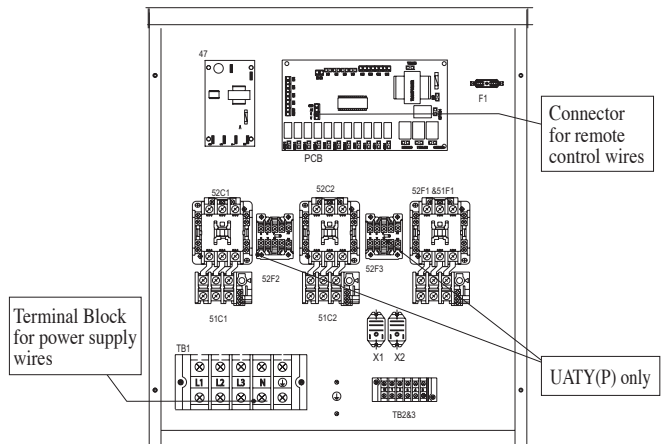 47
PCB
F1
Connector
for remote
control wires
52C1
52C2
52F1 &51F1
52F2
52F3
51C1
51C2
X1 X2
Terminal Block
for power supply
wires
TB1
L1 L2 L3 N
TB2&3
UATY(P) only